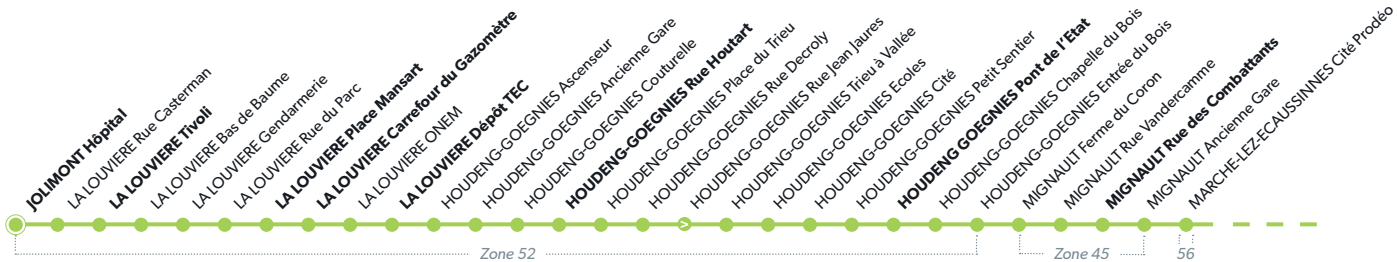 JOLIMONT Hôpital
LA LOUVIERE Rue Casterman
LA LOUVIERE Tivoli
LA LOUVIERE Bas de Baume
LA LOUVIERE Gendarmerie
LA LOUVIERE Rue du Parc
LA LOUVIERE Place Mansart
LA LOUVIERE Carrefour du Gazomètre
LA LOUVIERE ONEM
LA LOUVIERE Dépôt TEC
HOUDENG-GOEGNIES Ascenseur
HOUDENG-GOEGNIES Ancienne Gare
HOUDENG-GOEGNIES Couturelle
HOUDENG-GOEGNIES Rue Houtart
HOUDENG-GOEGNIES Place du Trieu
HOUDENG-GOEGNIES Rue Decroly
HOUDENG-GOEGNIES Rue Jean Jaures
HOUDENG-GOEGNIES Trieu à Vallée
HOUDENG-GOEGNIES Ecoles
HOUDENG-GOEGNIES Cité
HOUDENG-GOEGNIES Petit Sentier
HOUDENG GOEGNIES Pont de l'Etat
HOUDENG-GOEGNIES Chapelle du Bois
HOUDENG-GOEGNIES Entrée du Bois
MIGNAULT Ferme du Coron
MIGNAULT Rue Vandercamme
MIGNAULT Rue des Combattants
MIGNAULT Ancienne Gare
MARCHE-LEZ-ECAUSSINNES Cité Prodéo
Zone 52
Zone 45
56